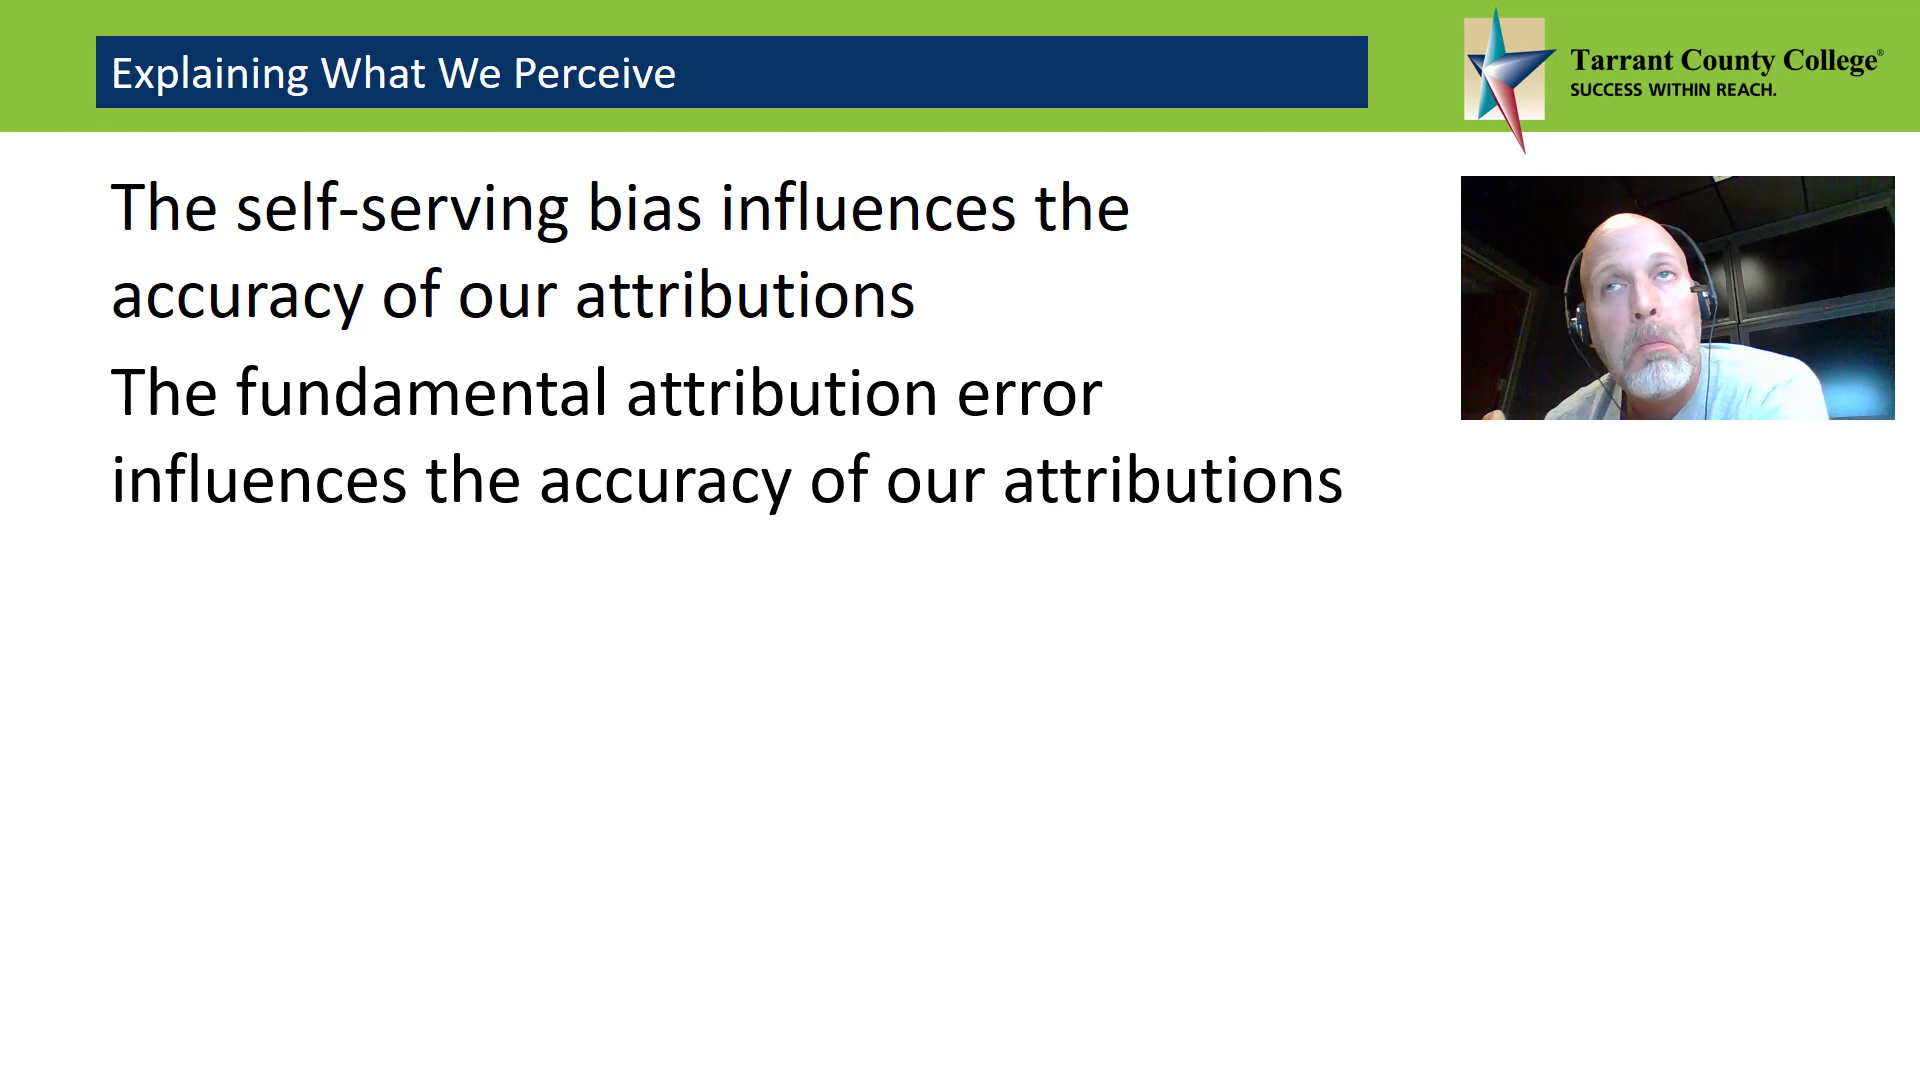 Explaining What We Perceive
Tarrant County College®
SUCCESS WITHIN REACH.
The self-serving bias influences the
accuracy of our attributions
The fundamental attribution error
influences the accuracy of our attributions